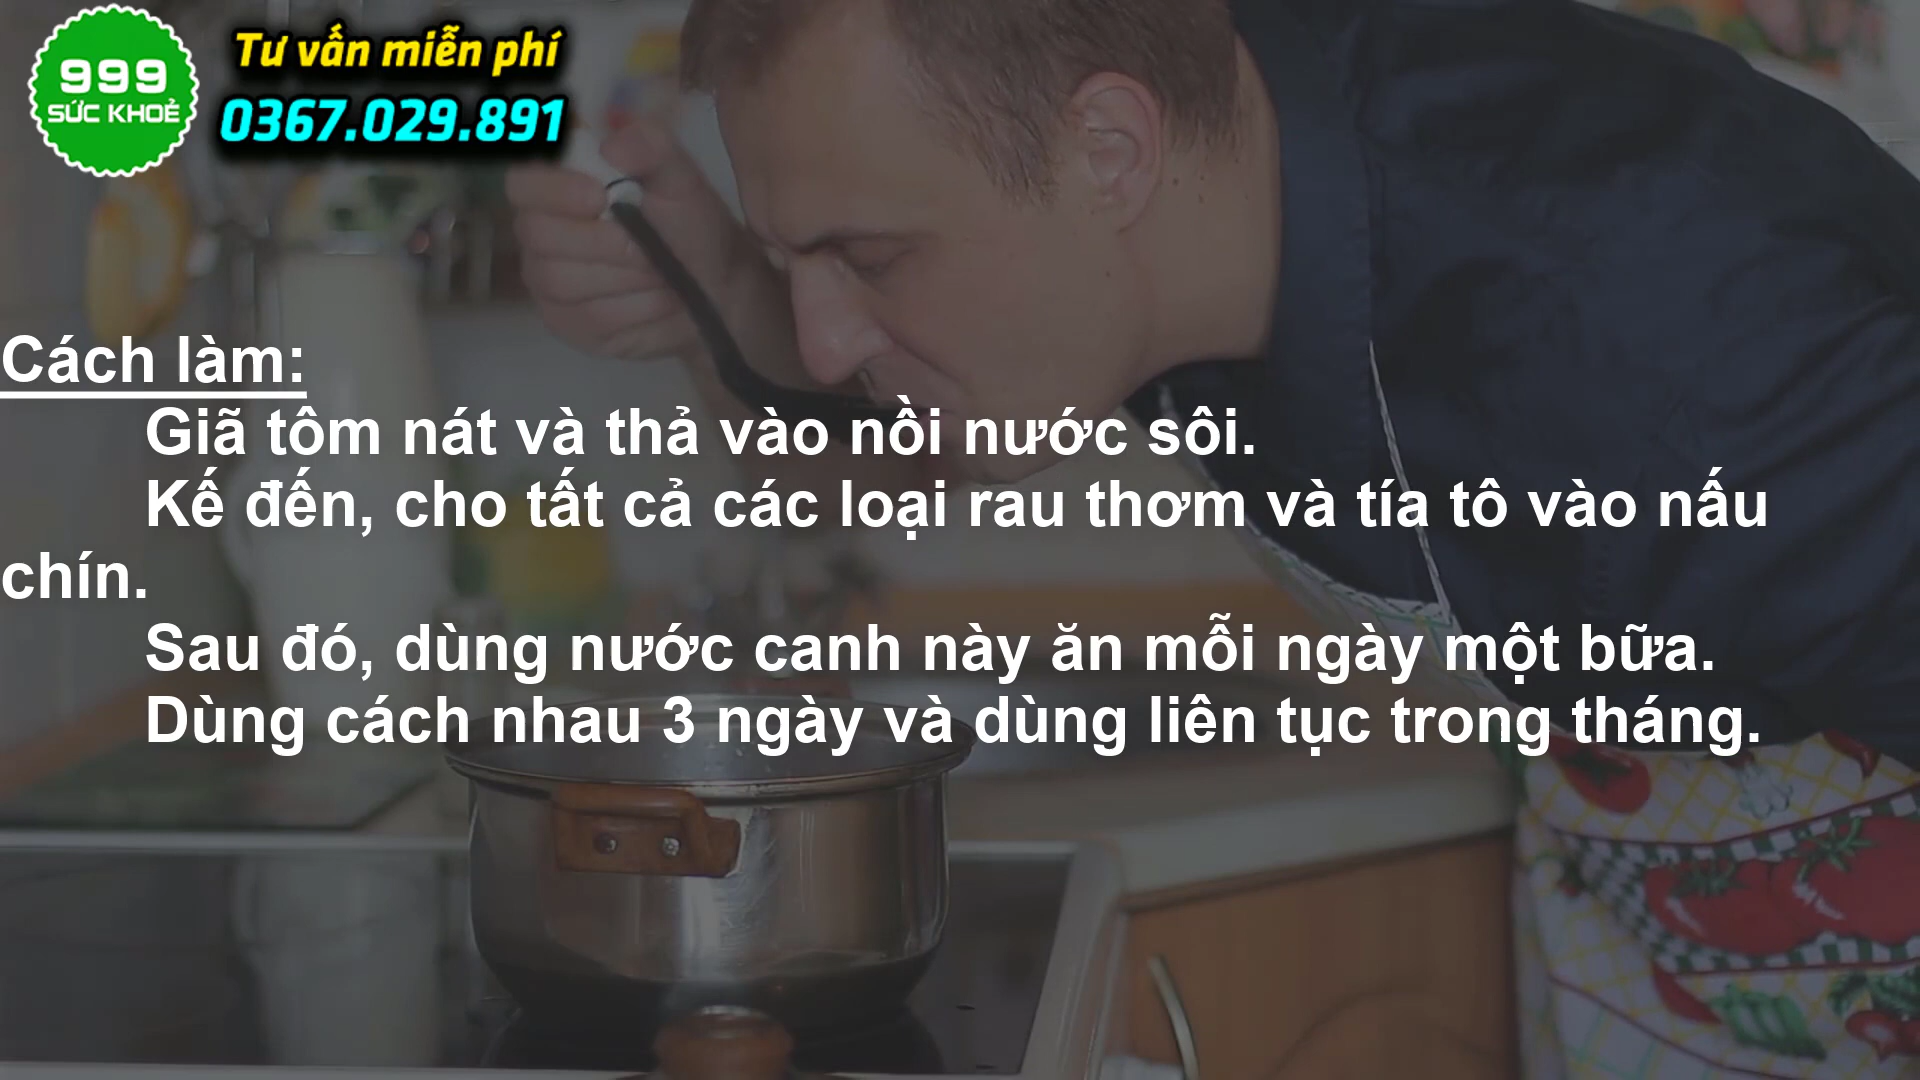 999
SỨC KHOẺ
Tư vấn miễn phí
0367.029.891
Cách làm:
Giã tôm nát và thả vào nồi nước sôi.
Kế đến, cho tất cả các loại rau thơm và tía tô vào nấu
chín.
Sau đó, dùng nước canh này ăn mỗi ngày một bữa.
Dùng cách nhau 3 ngày và dùng liên tục trong tháng.